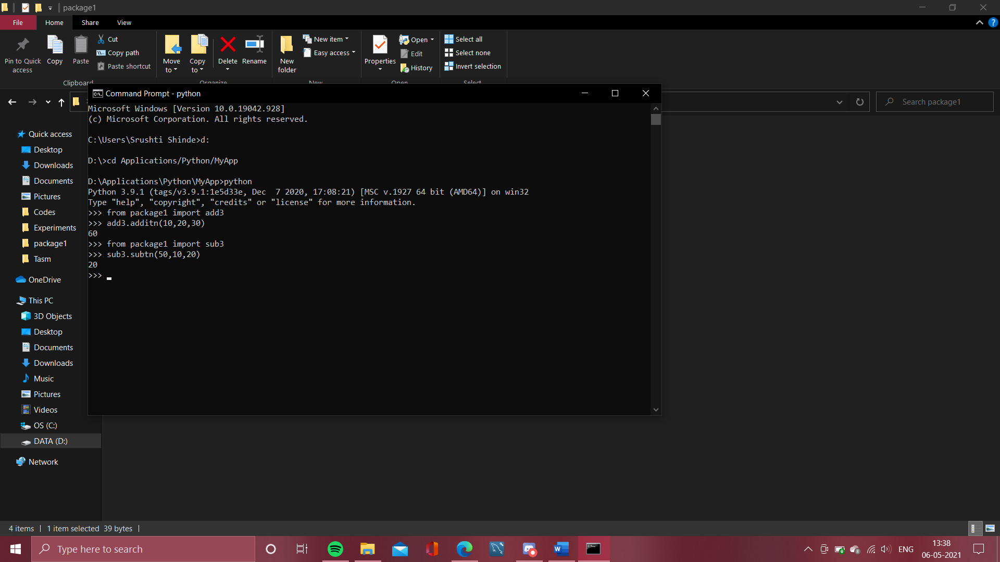 package1
File Home Share View
Pin to Quick access
Copy
Paste
Cut
Copy path
Paste shortcut
Clipboard
Move to
Copy to
Delete
Rename
Organize
New folder
New item
Easy access
New
Properties
Open
Edit
History
Open
Select all
Select none
Invert selection
Select
Search package1
Command Prompt - python
Microsoft Windows [Version 10.0.19042.928]
(c) Microsoft Corporation. All rights reserved.
C:\Users\Srushti Shinde>d:
D:\>cd Applications/Python/MyApp
D:\Applications\Python\MyApp>python
Python 3.9.1 (tags/v3.9.1:1e5d33e, Dec  7 2020, 17:08:21) [MSC v.1927 64 bit (AMD64)] on win32
Type "help", "copyright", "credits" or "license" for more information.
>>> from package1 import add3
>>> add3.additn(10,20,30)
60
>>> from package1 import sub3
>>> sub3.subtn(50,10,20)
20
>>>
Quick access
Desktop
Downloads
Documents
Pictures
Codes
Experiments
package1
Tasm
OneDrive
This PC
3D Objects
Desktop
Documents
Downloads
Music
Pictures
Videos
OS (C:)
DATA (D:)
Network
4 items
1 item selected 39 bytes
Type here to search
ENG
13:38
06-05-2021